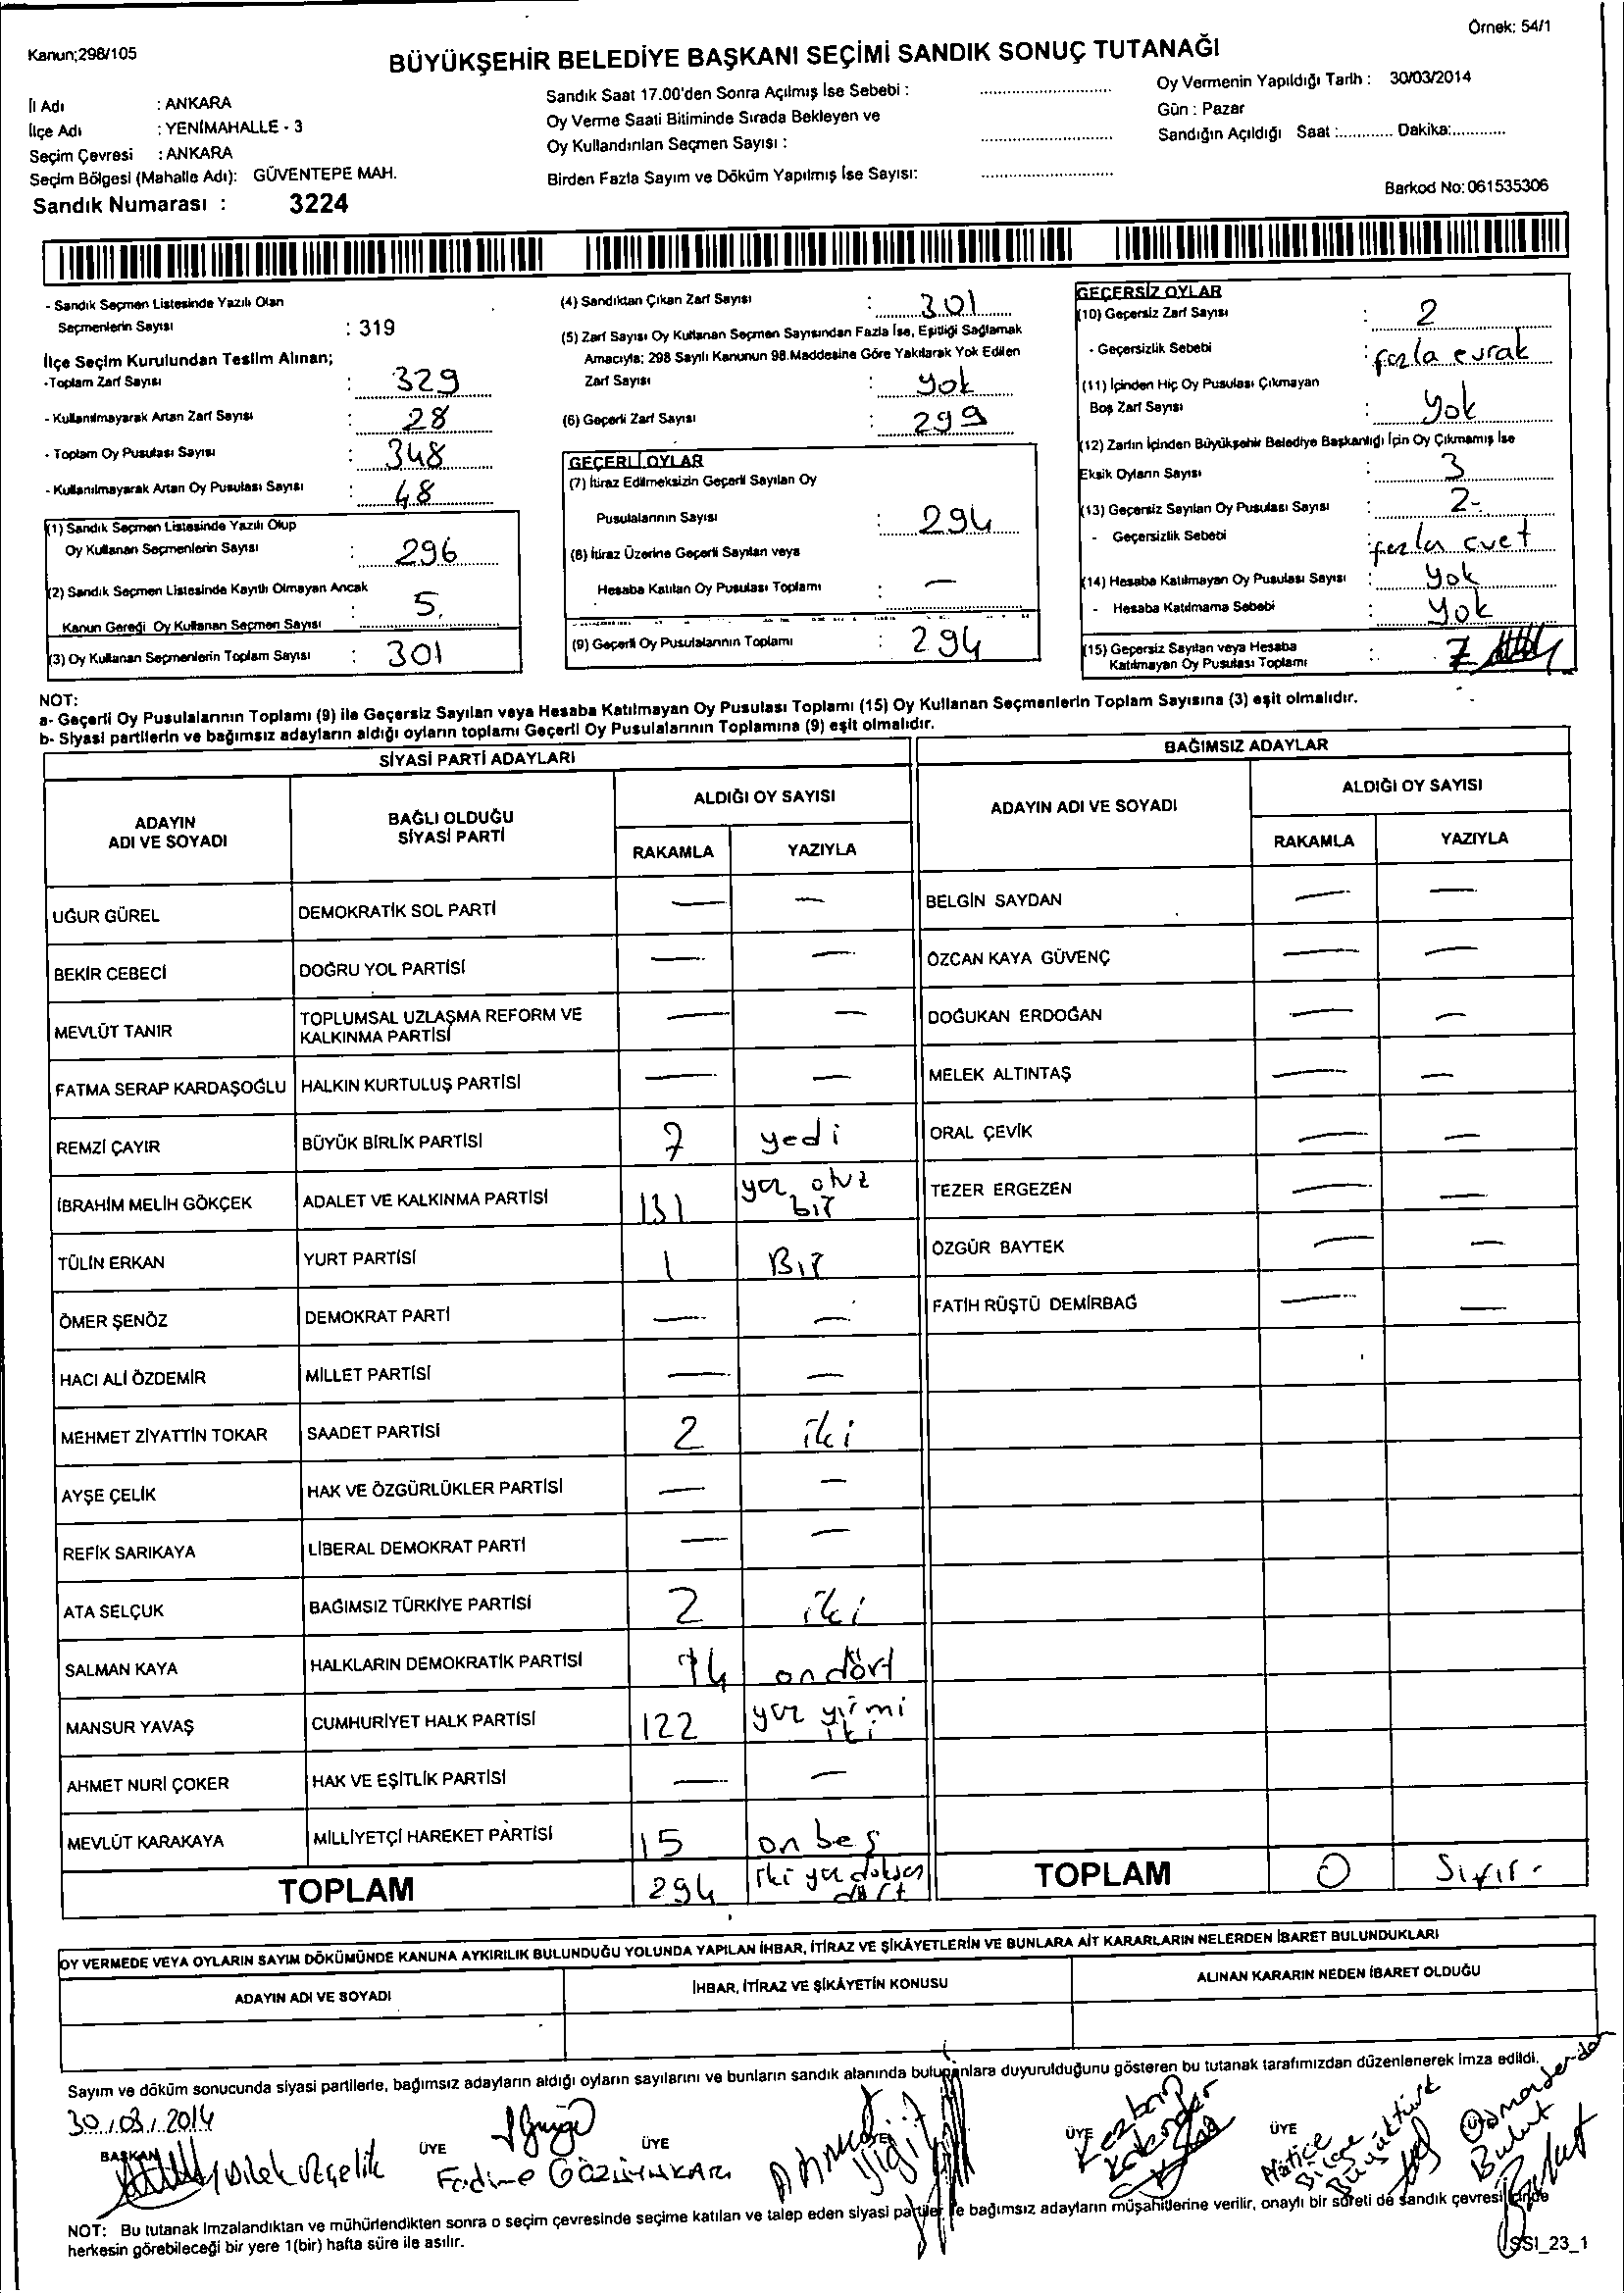 Kanun;298/105
Örnek: 54/1
BÜYÜKŞEHİR BELEDİYE BAŞKANI SEÇİMİ SANDIK SONUÇ TUTANAĞI
İl Adı : ANKARA
İlçe Adı : YENİMAHALLE - 3
Seçim Çevresi : ANKARA
Seçim Bölgesi (Mahalle Adı): GÜVENTEPE MAH.
Sandık Numarası : 3224
Sandık Saat 17.00'den Sonra Açılmış İse Sebebi :
Oy Verme Saati Bitiminde Sırada Bekleyen ve
Oy Kullandırılan Seçmen Sayısı :
Birden Fazla Sayım ve Döküm Yapılmış İse Sayısı:
Oy Vermenin Yapıldığı Tarih : 30/03/2014
Gün : Pazar
Sandığın Açıldığı Saat :............ Dakika:............
Barkod No: 061535306
- Sandık Seçmen Listesinde Yazılı Olan
Seçmenlerin Sayısı : 319
İlçe Seçim Kurulundan Teslim Alınan;
-Toplam Zarf Sayısı : 329
- Kullanılmayarak Artan Zarf Sayısı : 28
- Toplam Oy Pusulası Sayısı : 348
- Kullanılmayarak Artan Oy Pusulası Sayısı : 48
(1) Sandık Seçmen Listesinde Yazılı Olup
Oy Kullanan Seçmenlerin Sayısı : 296
(2) Sandık Seçmen Listesinde Kayıtlı Olmayan Ancak
Kanun Gereği Oy Kullanan Seçmen Sayısı : 5.
(3) Oy Kullanan Seçmenlerin Toplam Sayısı : 301
(4) Sandıktan Çıkan Zarf Sayısı : 301
(5) Zarf Sayısı Oy Kullanan Seçmen Sayısından Fazla İse, Eşitliği Sağlamak
Amacıyla; 298 Sayılı Kanunun 98.Maddesine Göre Yakılarak Yok Edilen
Zarf Sayısı : yok
(6) Geçerli Zarf Sayısı : 299
GEÇERLİ OYLAR
(7) İtiraz Edilmeksizin Geçerli Sayılan Oy
Pusulalarının Sayısı : 294
(8) İtiraz Üzerine Geçerli Sayılan veya
Hesaba Katılan Oy Pusulası Toplamı : —
(9) Geçerli Oy Pusulalarının Toplamı : 294
GEÇERSİZ OYLAR
(10) Geçersiz Zarf Sayısı : 2
- Geçersizlik Sebebi : fazla evrak
(11) İçinden Hiç Oy Pusulası Çıkmayan
Boş Zarf Sayısı : yok
(12) Zarfın İçinden Büyükşehir Belediye Başkanlığı İçin Oy Çıkmamış İse
Eksik Oyların Sayısı : 3
(13) Geçersiz Sayılan Oy Pusulası Sayısı : 2-
- Geçersizlik Sebebi : fazla evet
(14) Hesaba Katılmayan Oy Pusulası Sayısı : yok
- Hesaba Katılmama Sebebi : yok
(15) Geçersiz Sayılan veya Hesaba
Katılmayan Oy Pusulası Toplamı : 7
NOT:
a- Geçerli Oy Pusulalarının Toplamı (9) ile Geçersiz Sayılan veya Hesaba Katılmayan Oy Pusulası Toplamı (15) Oy Kullanan Seçmenlerin Toplam Sayısına (3) eşit olmalıdır.
b- Siyasi partilerin ve bağımsız adayların aldığı oyların toplamı Geçerli Oy Pusulalarının Toplamına (9) eşit olmalıdır.
SİYASİ PARTİ ADAYLARI
ADAYIN ADI VE SOYADI BAĞLI OLDUĞU SİYASİ PARTİ ALDIĞI OY SAYISI
RAKAMLA YAZIYLA
UĞUR GÜREL DEMOKRATİK SOL PARTİ — —
BEKİR CEBECİ DOĞRU YOL PARTİSİ — —
MEVLÜT TANIR TOPLUMSAL UZLAŞMA REFORM VE KALKINMA PARTİSİ — —
FATMA SERAP KARDAŞOĞLU HALKIN KURTULUŞ PARTİSİ — —
REMZİ ÇAYIR BÜYÜK BİRLİK PARTİSİ 7 yedi
İBRAHİM MELİH GÖKÇEK ADALET VE KALKINMA PARTİSİ 131 yüz otuz bir
TÜLİN ERKAN YURT PARTİSİ 1 Bir
ÖMER ŞENÖZ DEMOKRAT PARTİ — —
HACI ALİ ÖZDEMİR MİLLET PARTİSİ — —
MEHMET ZİYATTİN TOKAR SAADET PARTİSİ 2 iki
AYŞE ÇELİK HAK VE ÖZGÜRLÜKLER PARTİSİ — —
REFİK SARIKAYA LİBERAL DEMOKRAT PARTİ — —
ATA SELÇUK BAĞIMSIZ TÜRKİYE PARTİSİ 2 iki
SALMAN KAYA HALKLARIN DEMOKRATİK PARTİSİ 14 ondört
MANSUR YAVAŞ CUMHURİYET HALK PARTİSİ 122 yüz yirmi iki
AHMET NURİ ÇOKER HAK VE EŞİTLİK PARTİSİ — —
MEVLÜT KARAKAYA MİLLİYETÇİ HAREKET PARTİSİ 15 on beş
TOPLAM 294 iki yüz doksan dört
BAĞIMSIZ ADAYLAR
ADAYIN ADI VE SOYADI ALDIĞI OY SAYISI
RAKAMLA YAZIYLA
BELGİN SAYDAN — —
ÖZCAN KAYA GÜVENÇ — —
DOĞUKAN ERDOĞAN — —
MELEK ALTINTAŞ — —
ORAL ÇEVİK — —
TEZER ERGEZEN — —
ÖZGÜR BAYTEK — —
FATİH RÜŞTÜ DEMİRBAĞ — —
TOPLAM 0 Sıfır-
OY VERMEDE VEYA OYLARIN SAYIM DÖKÜMÜNDE KANUNA AYKIRILIK BULUNDUĞU YOLUNDA YAPILAN İHBAR, İTİRAZ VE ŞİKÂYETLERİN VE BUNLARA AİT KARARLARIN NELERDEN İBARET BULUNDUKLARI
ADAYIN ADI VE SOYADI İHBAR, İTİRAZ VE ŞİKÂYETİN KONUSU ALINAN KARARIN NEDEN İBARET OLDUĞU
Sayım ve döküm sonucunda siyasi partilerle, bağımsız adayların aldığı oyların sayılarını ve bunların sandık alanında bulunanlara duyurulduğunu gösteren bu tutanak tarafımızdan düzenlenerek imza edildi.
30.03.2014
BAŞKAN ÜYE ÜYE ÜYE ÜYE
Dilek Fadime Ahmet Yiğit Hatice Büyüktürk Bulut
NOT: Bu tutanak imzalandıktan ve mühürlendikten sonra o seçim çevresinde seçime katılan ve talep eden siyasi partiler ile bağımsız adayların müşahitlerine verilir, onaylı bir sûreti de sandık çevresi içinde
herkesin görebileceği bir yere 1(bir) hafta süre ile asılır.
SSI_23_1